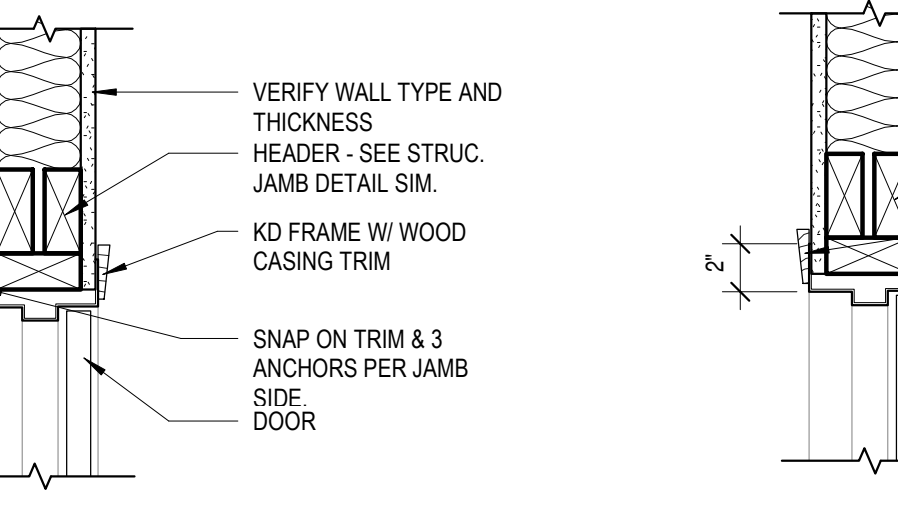 VERIFY WALL TYPE AND
THICKNESS
HEADER - SEE STRUC.
JAMB DETAIL SIM.
KD FRAME W/ WOOD
CASING TRIM
SNAP ON TRIM & 3
ANCHORS PER JAMB
SIDE.
DOOR
2"